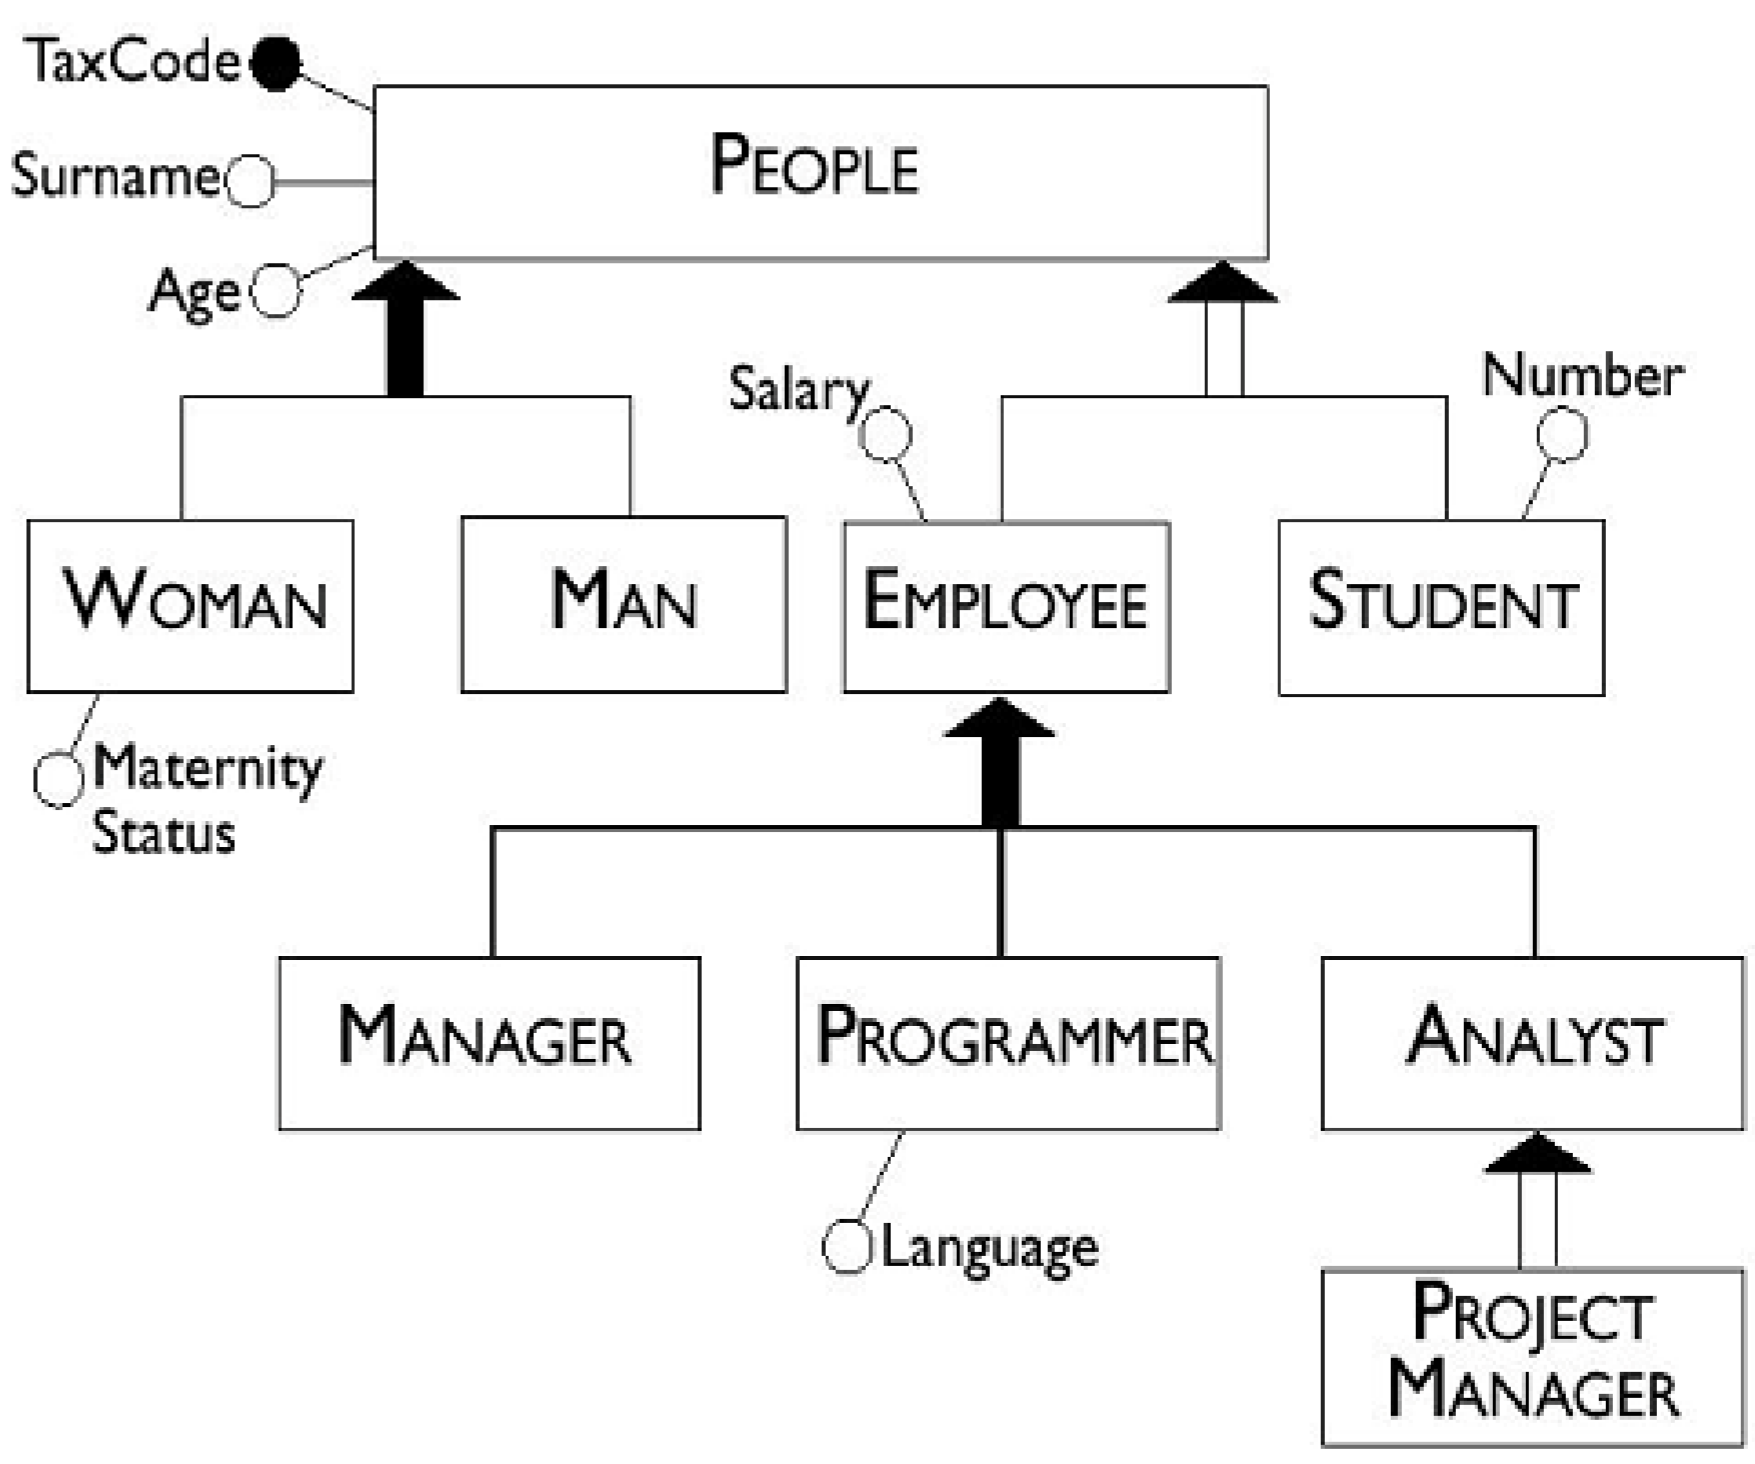 TaxCode
PEOPLE
Surname
Age
Salary
Number
WOMAN
MAN
EMPLOYEE
STUDENT
Maternity
Status
MANAGER
PROGRAMMER
ANALYST
Language
PROJECT
MANAGER